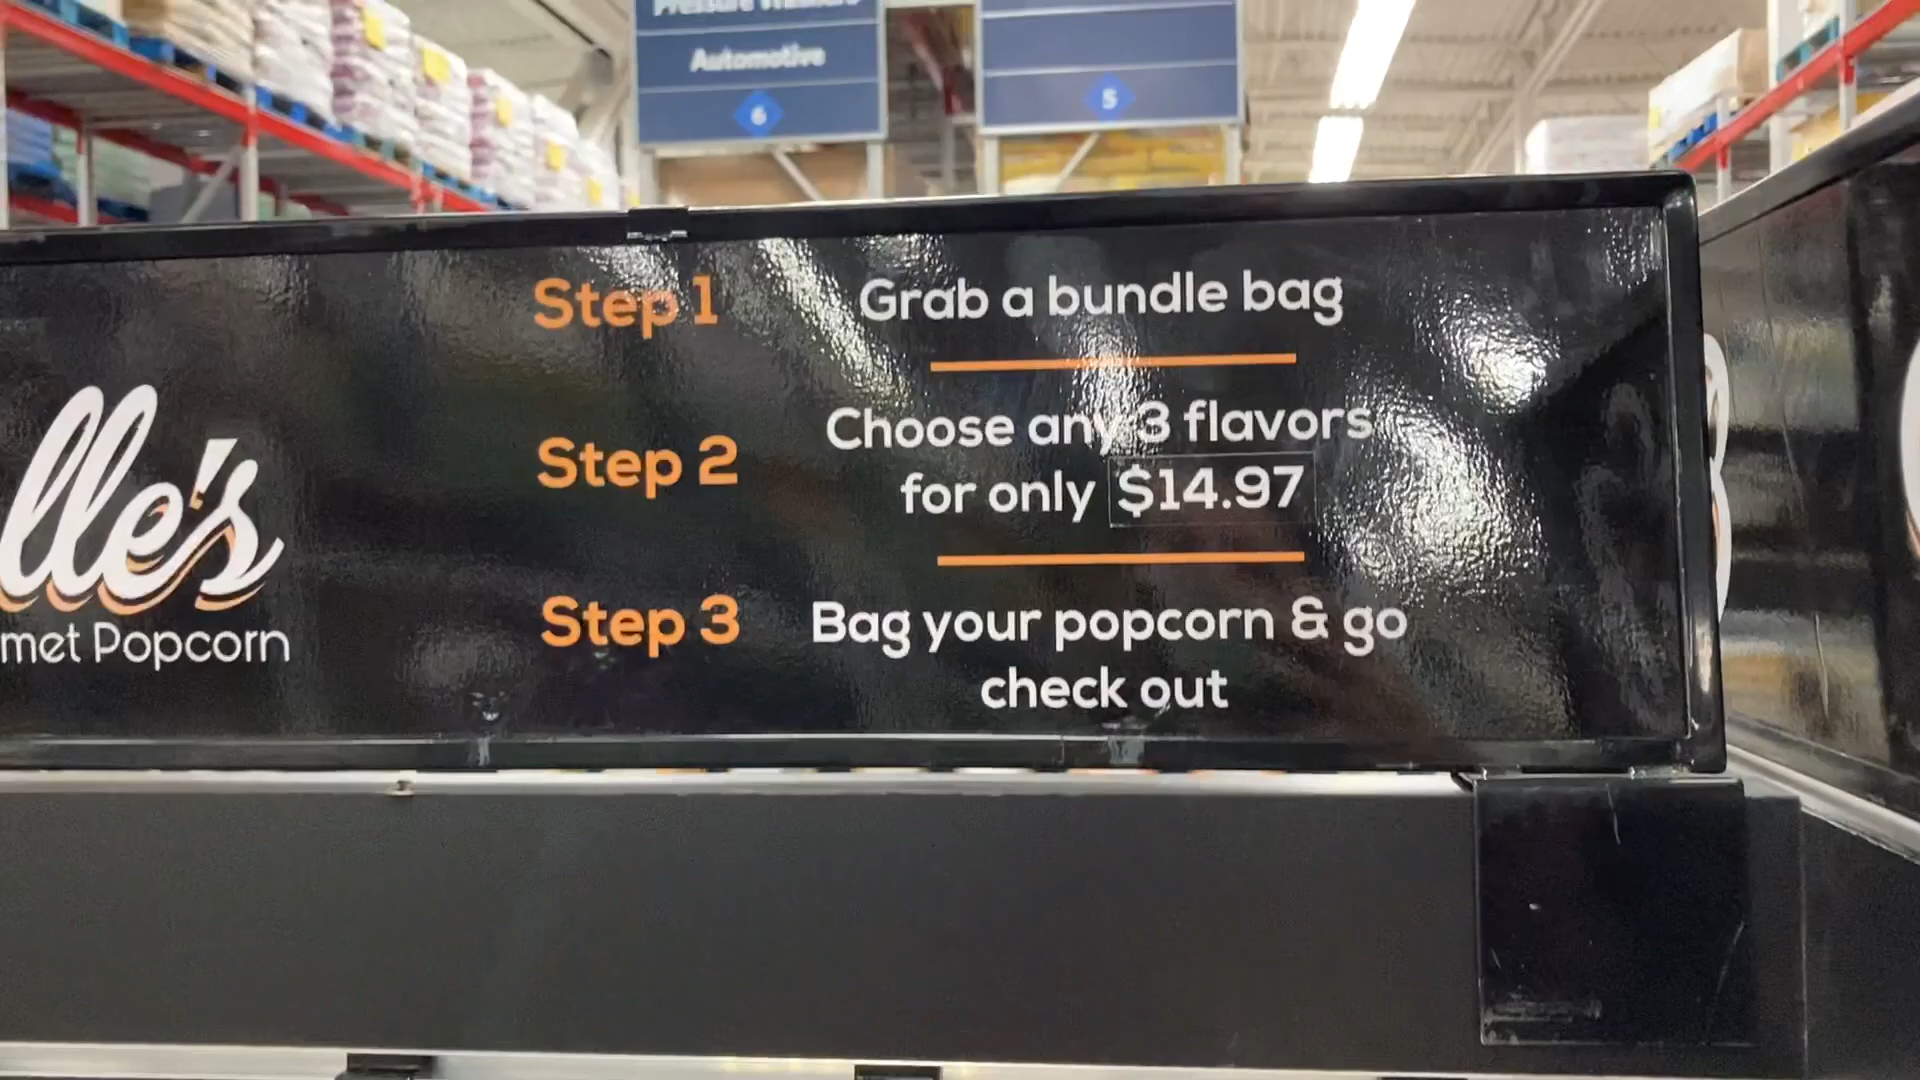 Automotive
6
5
Step 1
Grab a bundle bag
Step 2
Choose any 3 flavors
for only $14.97
Step 3
Bag your popcorn & go
check out
lle's
met Popcorn